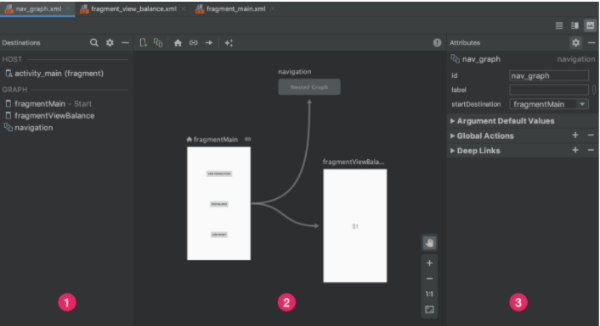 nav_graph.xml
fragment_view_balance.xml
fragment_main.xml
Destinations
HOST
activity_main (fragment)
GRAPH
fragmentMain - Start
fragmentViewBalance
navigation
navigation
Nested Graph
fragmentMain
fragmentViewBala...
$1
1:1
Attributes
nav_graph
navigation
id
nav_graph
label
startDestination
fragmentMain
Argument Default Values
Global Actions
Deep Links
1
2
3